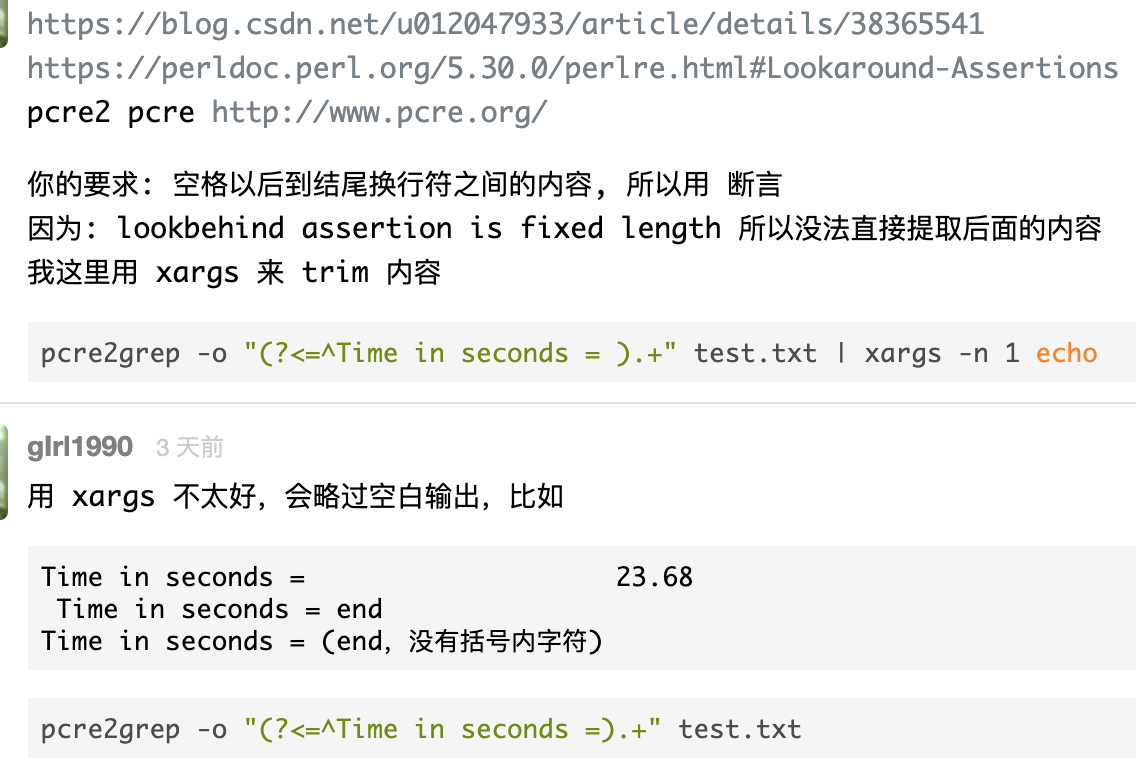 https://blog.csdn.net/u012047933/article/details/38365541
https://perldoc.perl.org/5.30.0/perlre.html#Lookaround-Assertions
pcre2 pcre http://www.pcre.org/
你的要求: 空格以后到结尾换行符之间的内容, 所以用 断言
因为: lookbehind assertion is fixed length 所以没法直接提取后面的内容
我这里用 xargs 来 trim 内容
pcre2grep -o "(?<=^Time in seconds = ).+" test.txt | xargs -n 1 echo
glrl1990 3 天前
用 xargs 不太好, 会略过空白输出, 比如
Time in seconds =                    23.68
 Time in seconds = end
Time in seconds = (end, 没有括号内字符)
pcre2grep -o "(?<=^Time in seconds =).+" test.txt